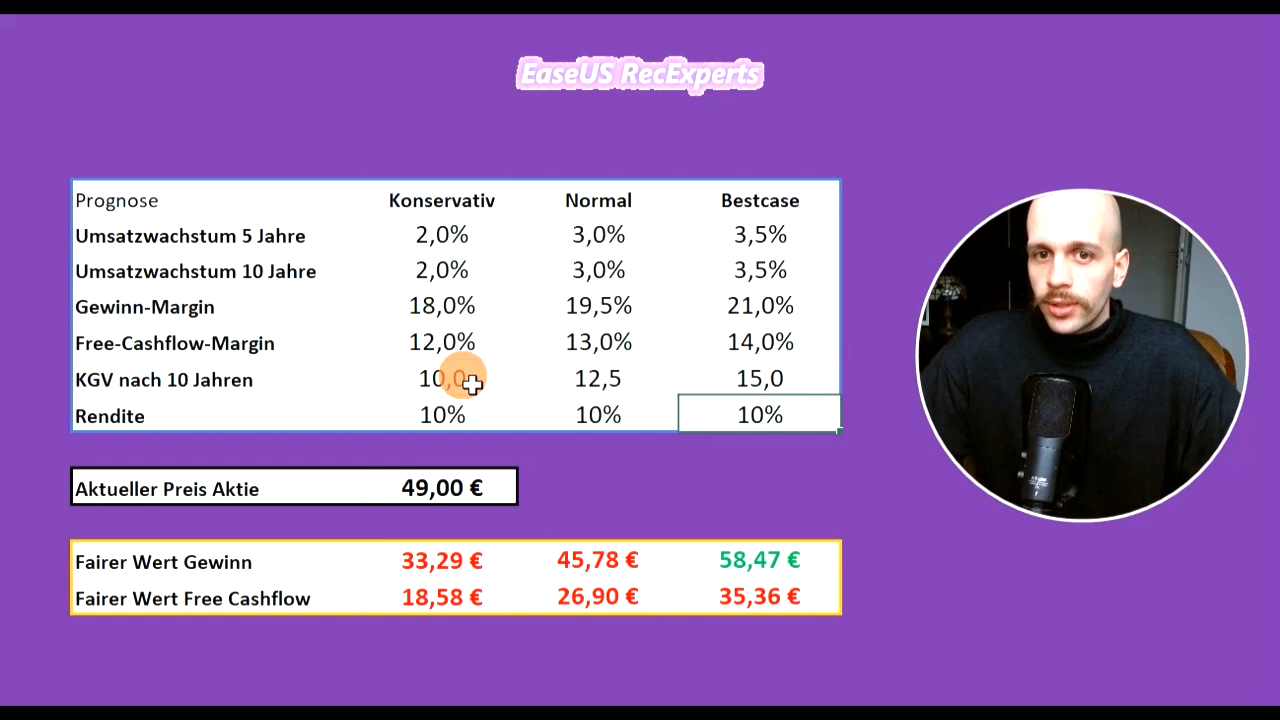 EaseUS RecExperts
Prognose Konservativ Normal Bestcase
Umsatzwachstum 5 Jahre 2,0% 3,0% 3,5%
Umsatzwachstum 10 Jahre 2,0% 3,0% 3,5%
Gewinn-Margin 18,0% 19,5% 21,0%
Free-Cashflow-Margin 12,0% 13,0% 14,0%
KGV nach 10 Jahren 10,0 12,5 15,0
Rendite 10% 10% 10%
Aktueller Preis Aktie 49,00 €
Fairer Wert Gewinn 33,29 € 45,78 € 58,47 €
Fairer Wert Free Cashflow 18,58 € 26,90 € 35,36 €